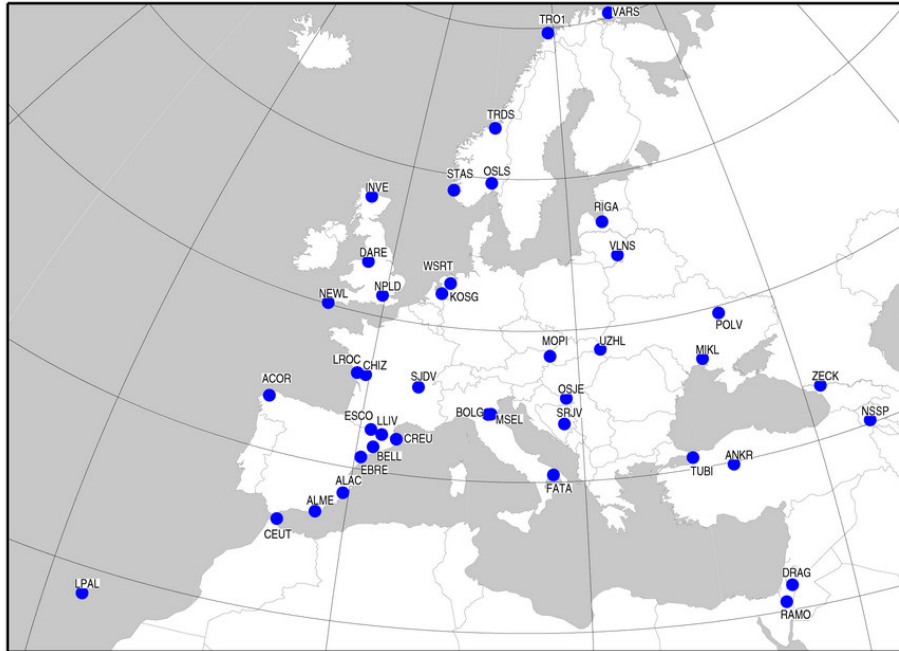 VARS
TRO1
TRDS
STAS
OSLS
INVE
RIGA
DARE
VLNS
WSRT
NEWL
NPLD
KOSG
POLV
MOPI
UZHL
MIKL
LROC
CHIZ
SJDV
ACOR
OSJE
ZECK
ESCO
LLIV
BOLG
MSEL
SRJV
NSSP
CREU
BELL
EBRE
TUBI
ANKR
ALAC
FATA
ALME
CEUT
LPAL
DRAG
RAMO